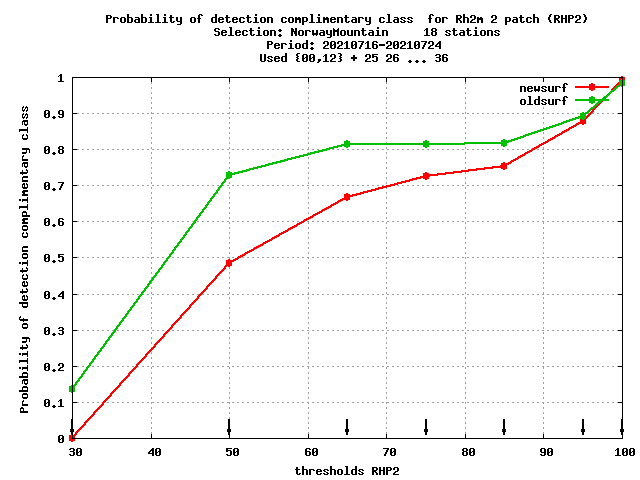 Probability of detection complimentary class  for Rh2m 2 patch (RHP2)
Selection: NorwayMountain     18 stations
Period: 20210716-20210724
Used {00,12} + 25 26 ... 36
newsurf
oldsurf
Probability of detection complimentary class
1
0.9
0.8
0.7
0.6
0.5
0.4
0.3
0.2
0.1
0
30 40 50 60 70 80 90 100
thresholds RHP2